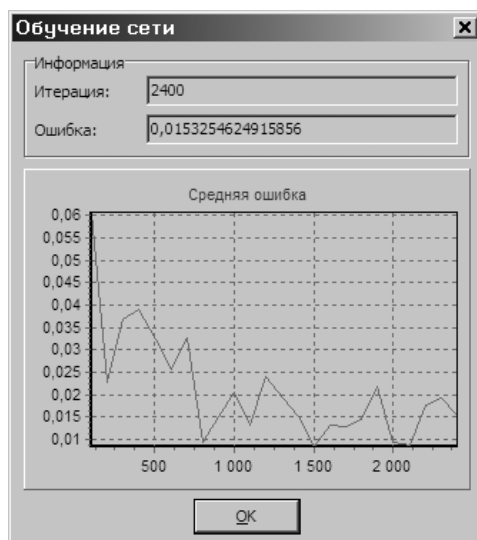 Обучение сети
Информация
Итерация: 2400
Ошибка: 0,0153254624915856
Средняя ошибка
0,06
0,055
0,05
0,045
0,04
0,035
0,03
0,025
0,02
0,015
0,01
500 1 000 1 500 2 000
OK